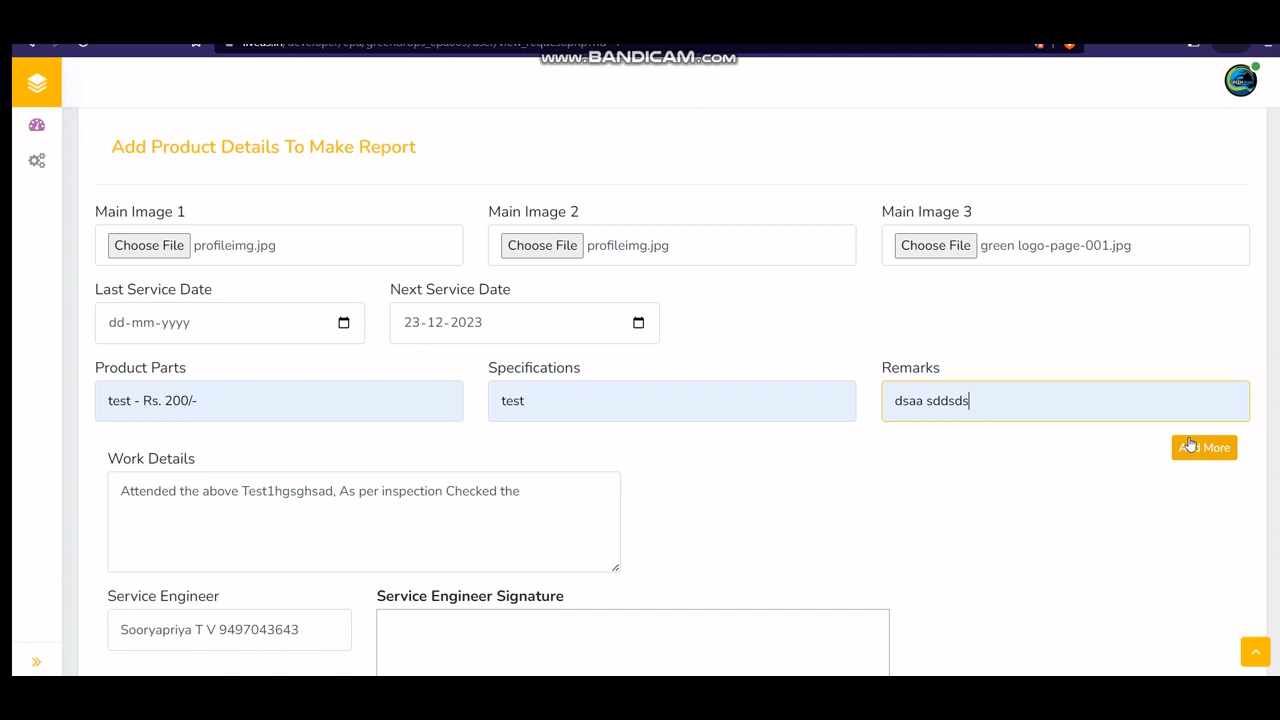 www.BANDICAM.com
Add Product Details To Make Report
Main Image 1 Main Image 2 Main Image 3
Choose File profileimg.jpg Choose File profileimg.jpg Choose File green logo-page-001.jpg
Last Service Date Next Service Date
dd-mm-yyyy 23-12-2023
Product Parts Specifications Remarks
test - Rs. 200/- test dsaa sddsds
Add More
Work Details
Attended the above Test1hgsghsad, As per inspection Checked the
Service Engineer Service Engineer Signature
Sooryapriya T V 9497043643